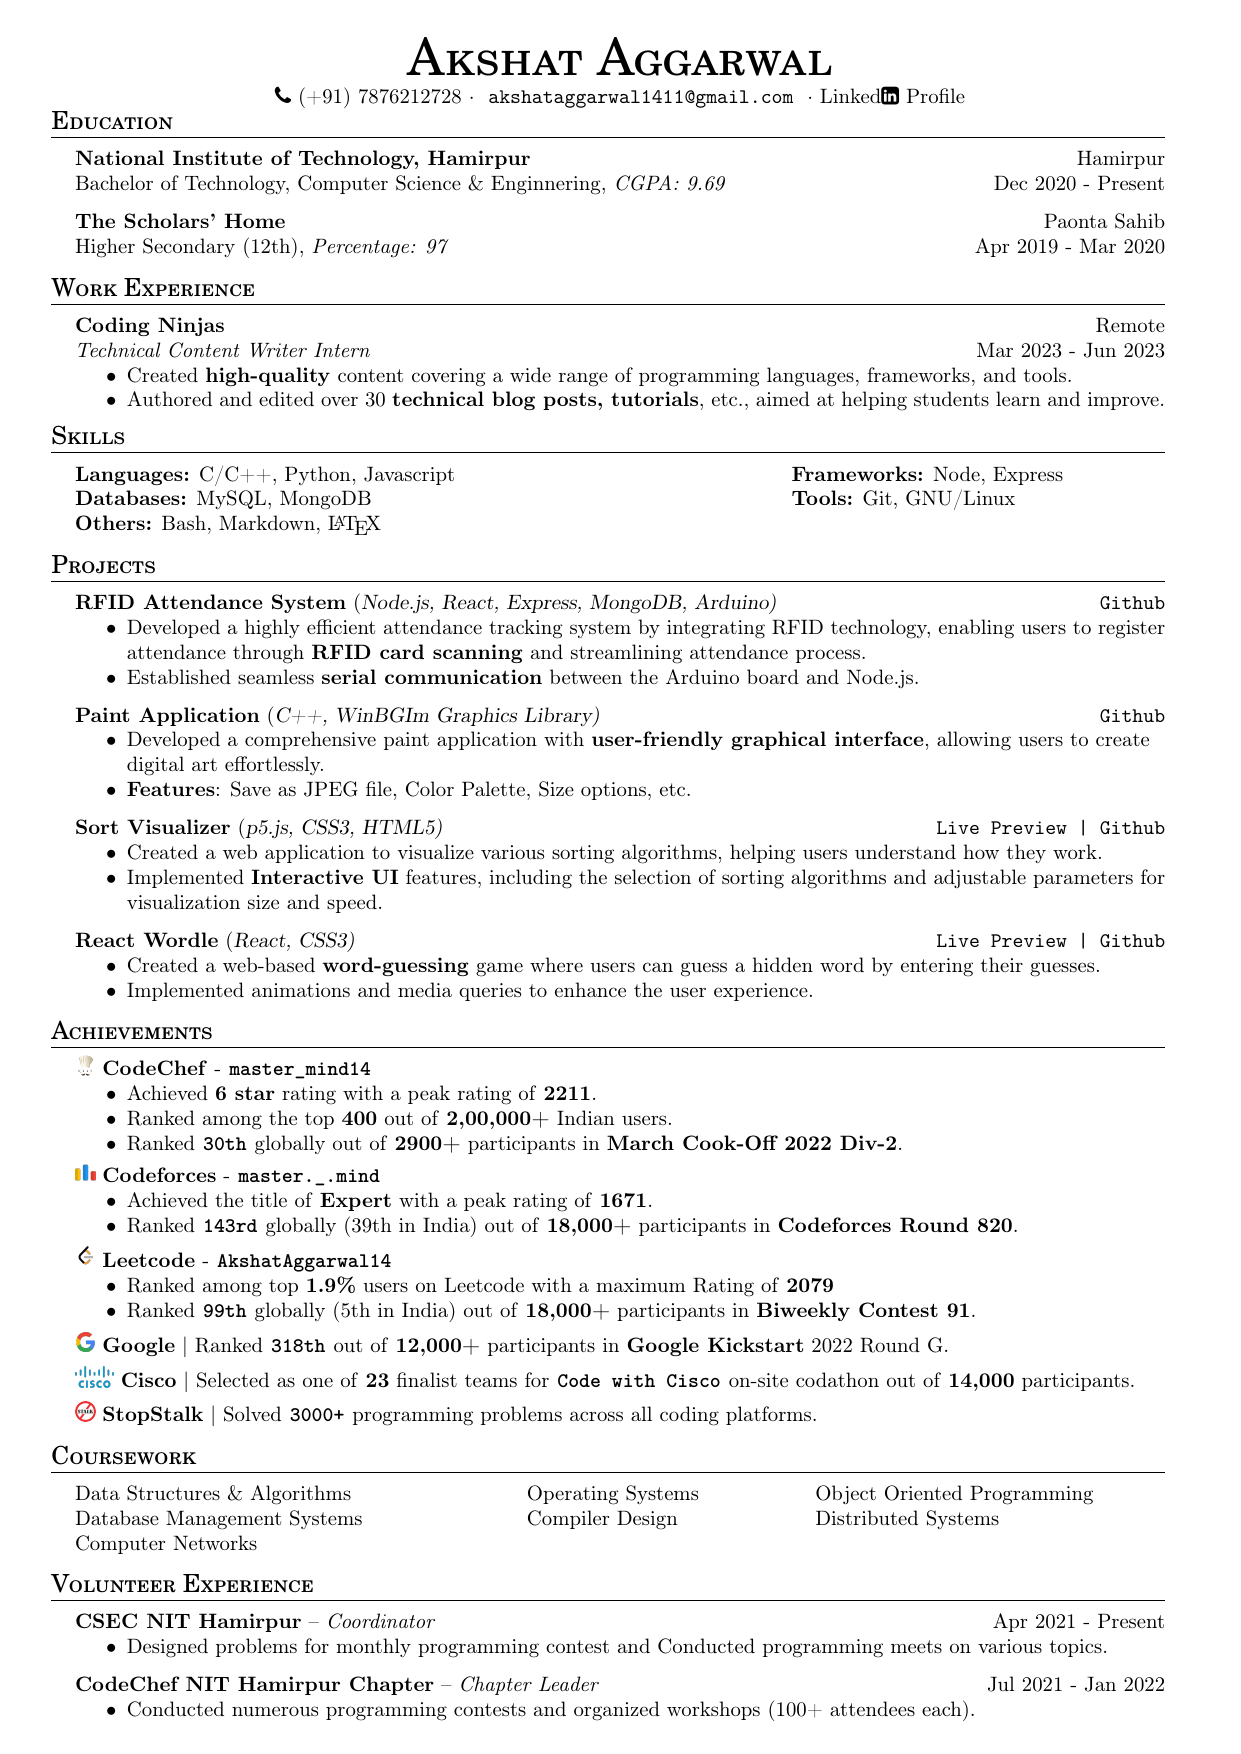 Akshat Aggarwal
(+91) 7876212728 · akshataggarwal1411@gmail.com · Linkedin Profile
Education
National Institute of Technology, Hamirpur Hamirpur
Bachelor of Technology, Computer Science & Enginnering, CGPA: 9.69 Dec 2020 - Present
The Scholars' Home Paonta Sahib
Higher Secondary (12th), Percentage: 97 Apr 2019 - Mar 2020
Work Experience
Coding Ninjas Remote
Technical Content Writer Intern Mar 2023 - Jun 2023
• Created high-quality content covering a wide range of programming languages, frameworks, and tools.
• Authored and edited over 30 technical blog posts, tutorials, etc., aimed at helping students learn and improve.
Skills
Languages: C/C++, Python, Javascript Frameworks: Node, Express
Databases: MySQL, MongoDB Tools: Git, GNU/Linux
Others: Bash, Markdown, LATEX
Projects
RFID Attendance System (Node.js, React, Express, MongoDB, Arduino) Github
• Developed a highly efficient attendance tracking system by integrating RFID technology, enabling users to register
attendance through RFID card scanning and streamlining attendance process.
• Established seamless serial communication between the Arduino board and Node.js.
Paint Application (C++, WinBGIm Graphics Library) Github
• Developed a comprehensive paint application with user-friendly graphical interface, allowing users to create
digital art effortlessly.
• Features: Save as JPEG file, Color Palette, Size options, etc.
Sort Visualizer (p5.js, CSS3, HTML5) Live Preview | Github
• Created a web application to visualize various sorting algorithms, helping users understand how they work.
• Implemented Interactive UI features, including the selection of sorting algorithms and adjustable parameters for
visualization size and speed.
React Wordle (React, CSS3) Live Preview | Github
• Created a web-based word-guessing game where users can guess a hidden word by entering their guesses.
• Implemented animations and media queries to enhance the user experience.
Achievements
CodeChef - master_mind14
• Achieved 6 star rating with a peak rating of 2211.
• Ranked among the top 400 out of 2,00,000+ Indian users.
• Ranked 30th globally out of 2900+ participants in March Cook-Off 2022 Div-2.
Codeforces - master._.mind
• Achieved the title of Expert with a peak rating of 1671.
• Ranked 143rd globally (39th in India) out of 18,000+ participants in Codeforces Round 820.
Leetcode - AkshatAggarwal14
• Ranked among top 1.9% users on Leetcode with a maximum Rating of 2079
• Ranked 99th globally (5th in India) out of 18,000+ participants in Biweekly Contest 91.
Google | Ranked 318th out of 12,000+ participants in Google Kickstart 2022 Round G.
CISCO Cisco | Selected as one of 23 finalist teams for Code with Cisco on-site codathon out of 14,000 participants.
STALK StopStalk | Solved 3000+ programming problems across all coding platforms.
Coursework
Data Structures & Algorithms Operating Systems Object Oriented Programming
Database Management Systems Compiler Design Distributed Systems
Computer Networks
Volunteer Experience
CSEC NIT Hamirpur – Coordinator Apr 2021 - Present
• Designed problems for monthly programming contest and Conducted programming meets on various topics.
CodeChef NIT Hamirpur Chapter – Chapter Leader Jul 2021 - Jan 2022
• Conducted numerous programming contests and organized workshops (100+ attendees each).